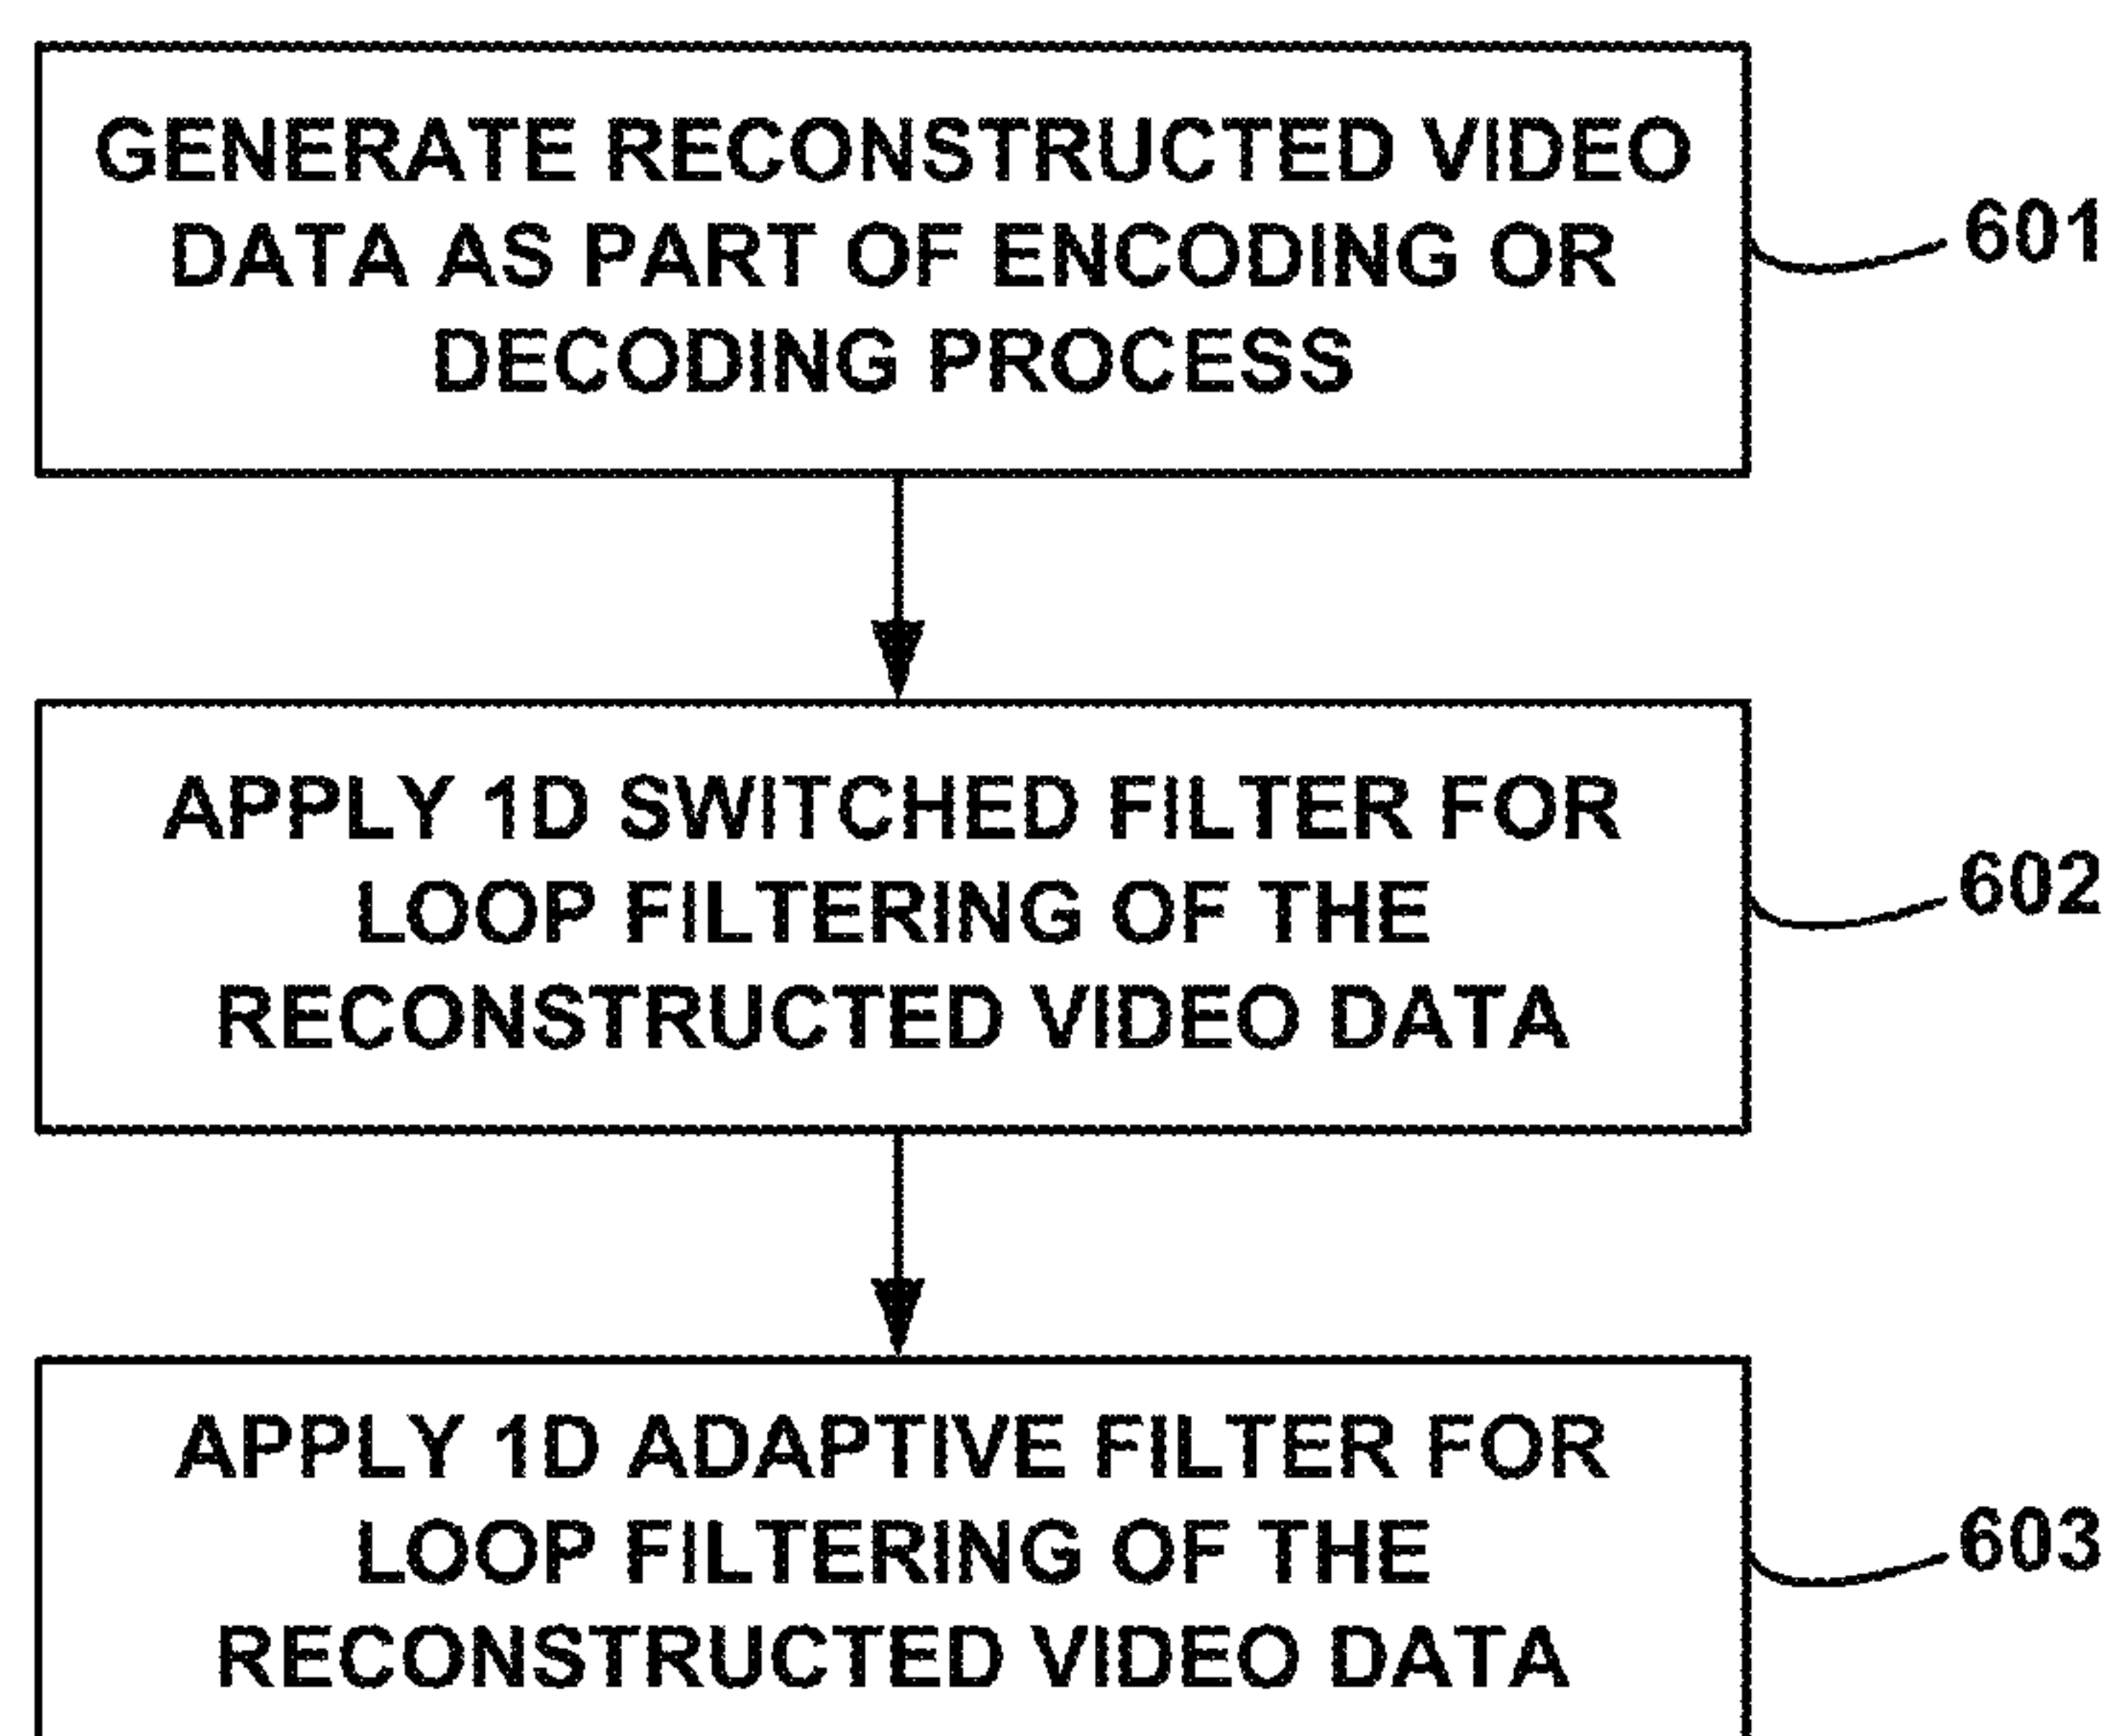 GENERATE RECONSTRUCTED VIDEO
DATA AS PART OF ENCODING OR
DECODING PROCESS
601
APPLY 1D SWITCHED FILTER FOR
LOOP FILTERING OF THE
RECONSTRUCTED VIDEO DATA
602
APPLY 1D ADAPTIVE FILTER FOR
LOOP FILTERING OF THE
RECONSTRUCTED VIDEO DATA
603